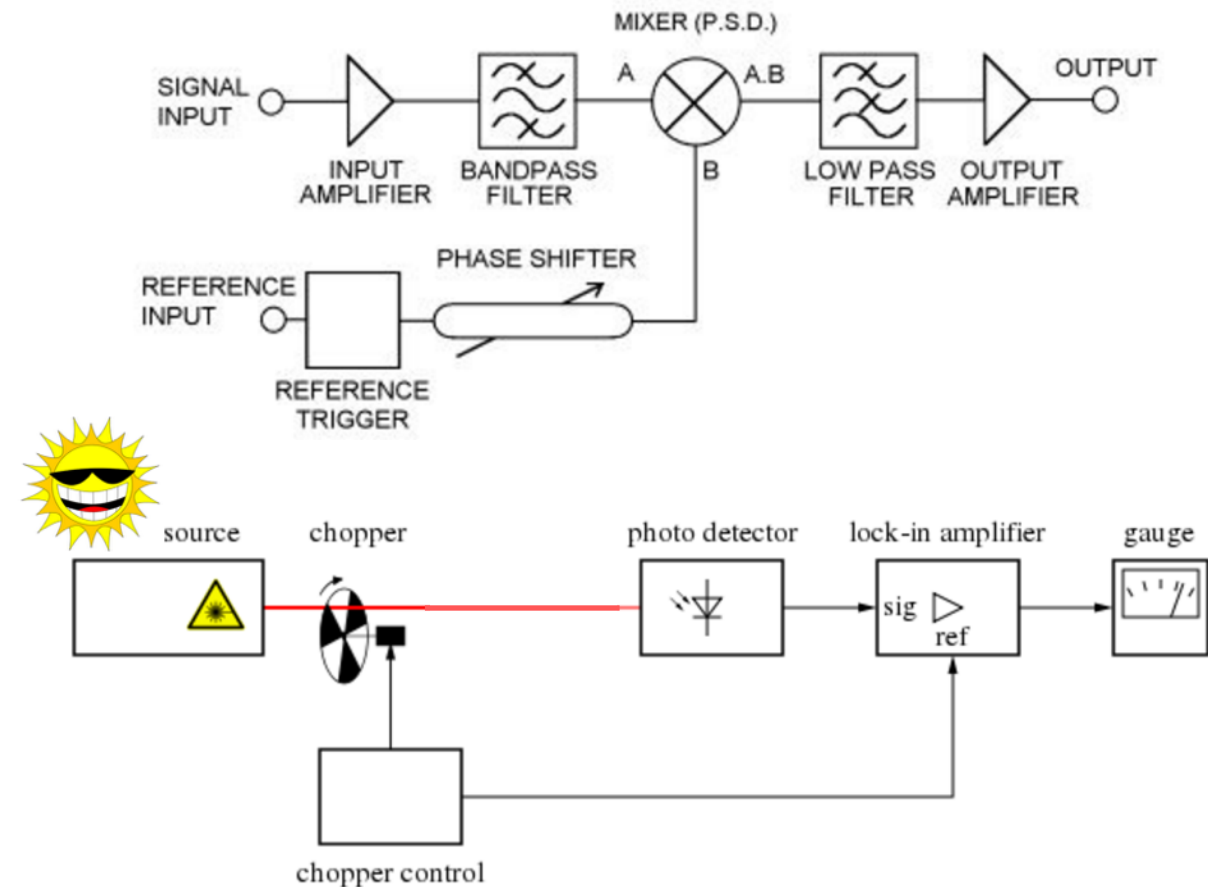 MIXER (P.S.D.)
SIGNAL
INPUT
A
A.B
OUTPUT
INPUT
AMPLIFIER
BANDPASS
FILTER
B
LOW PASS
FILTER
OUTPUT
AMPLIFIER
PHASE SHIFTER
REFERENCE
INPUT
REFERENCE
TRIGGER
source
chopper
photo detector
lock-in amplifier
gauge
sig
ref
chopper control